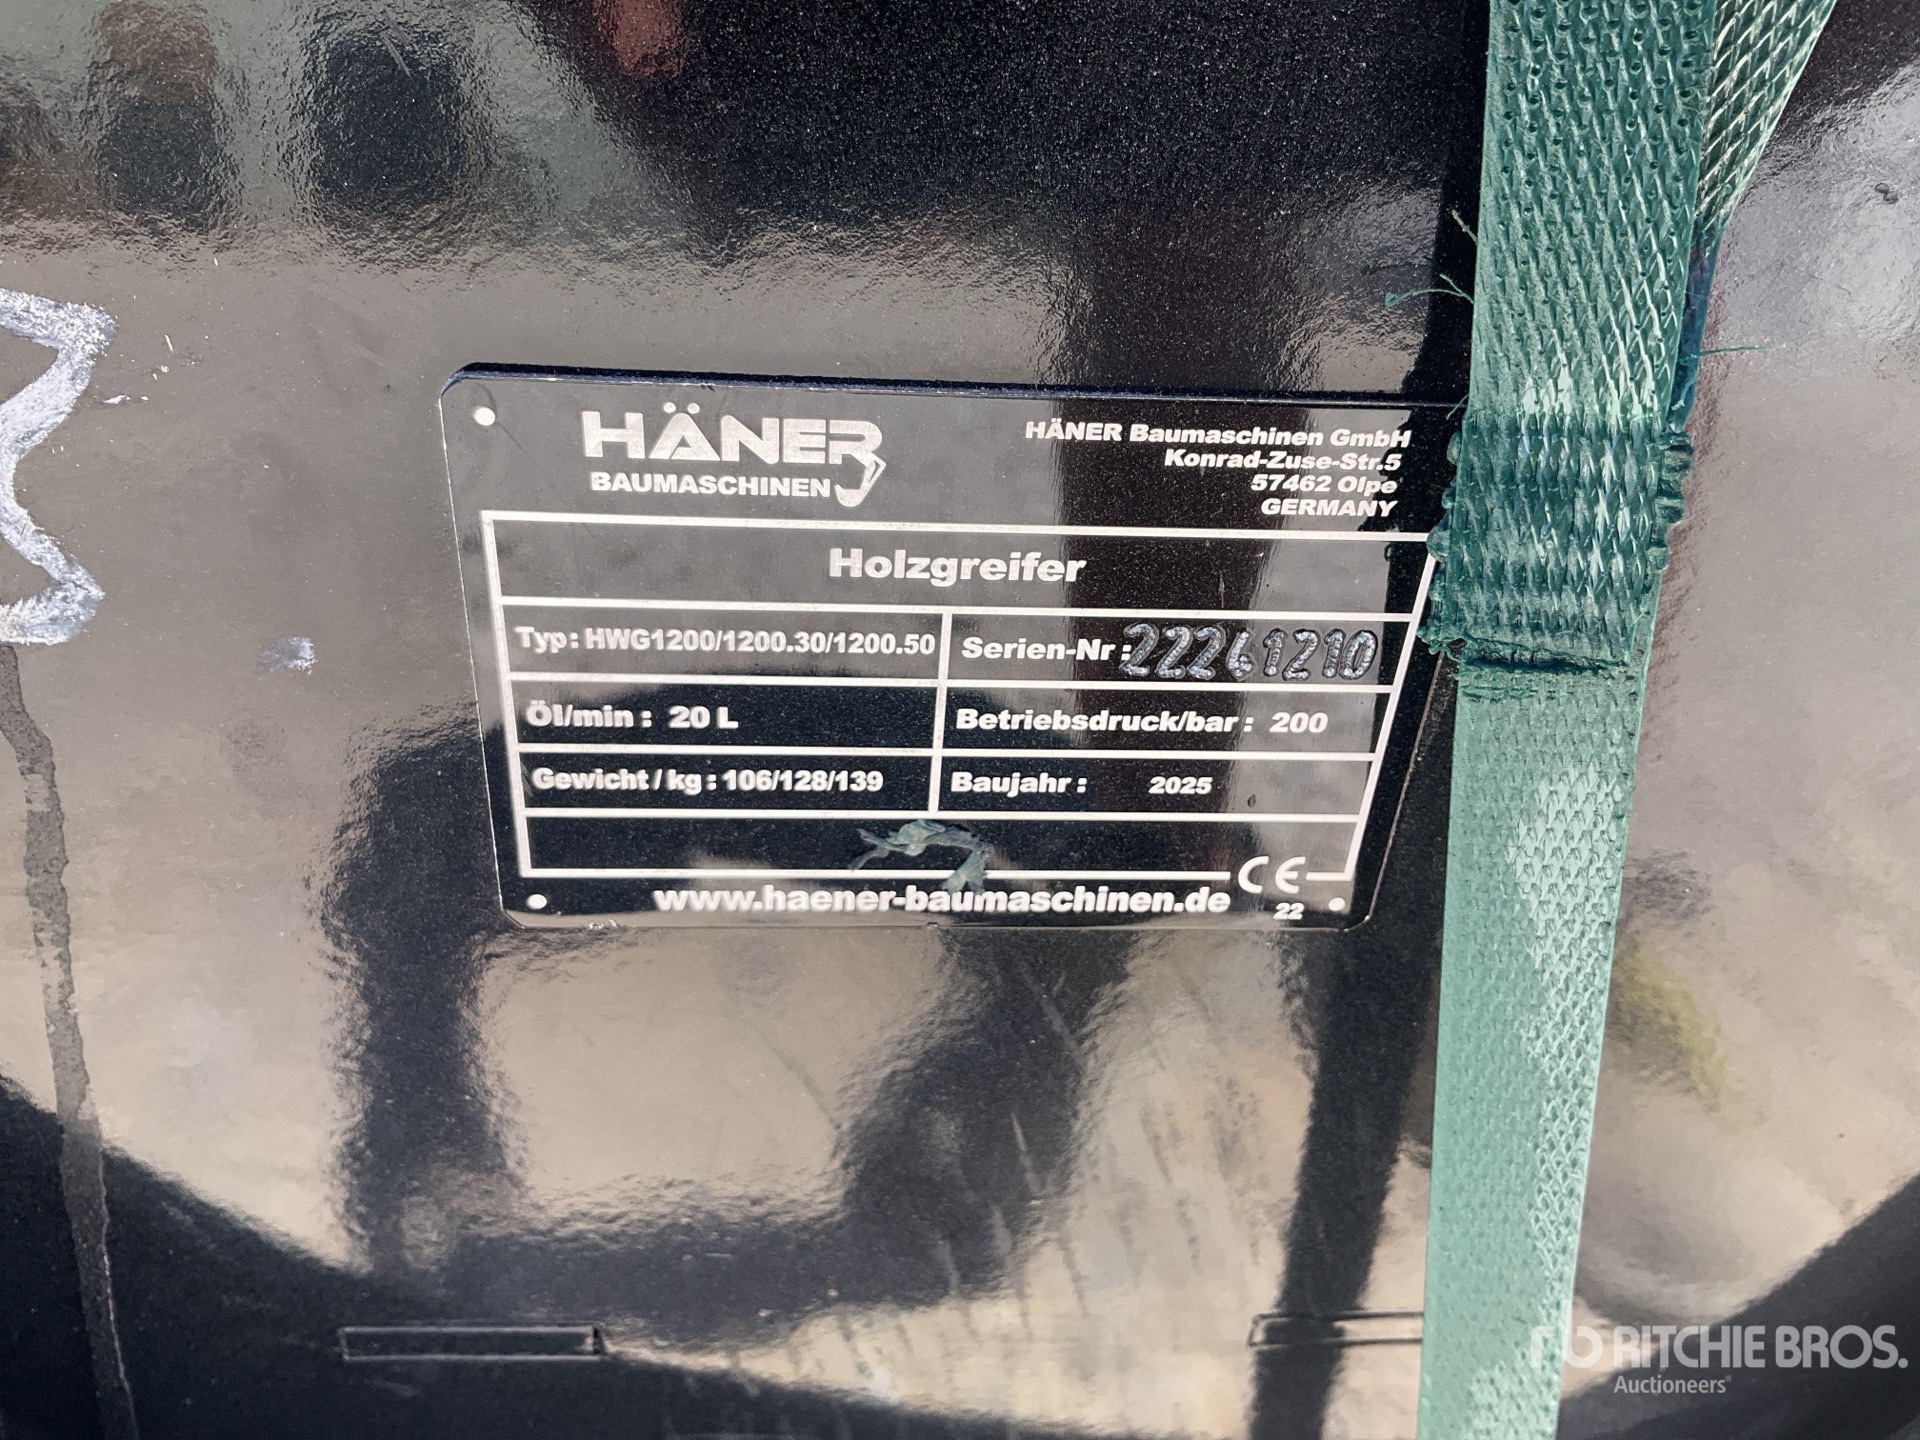 HÄNER
BAUMASCHINEN
HÄNER Baumaschinen GmbH
Konrad-Zuse-Str.5
57462 Olpe
GERMANY
Holzgreifer
Typ: HWG1200/1200.30/1200.50
Serien-Nr: 22261210
Öl/min: 20 L
Betriebsdruck/bar: 200
Gewicht/kg: 106/128/139
Baujahr: 2025
CE
www.haener-baumaschinen.de
22
RITCHIE BROS.
Auctioneers